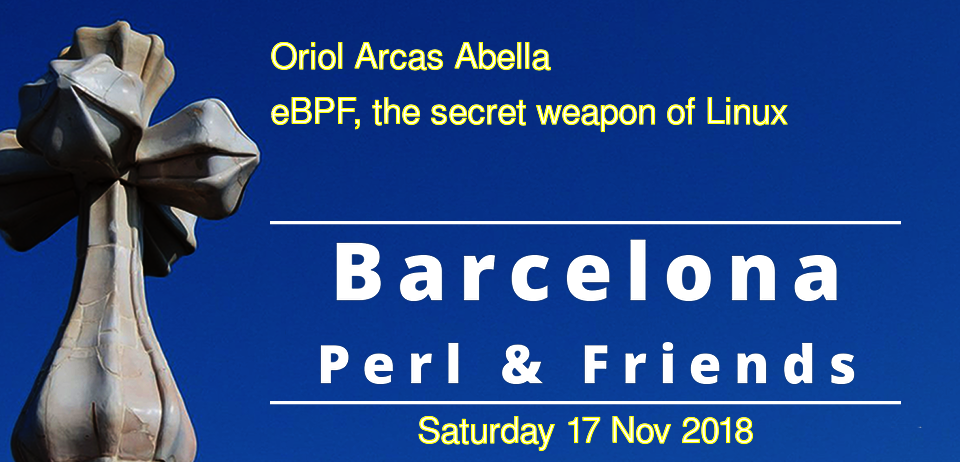 Oriol Arcas Abella
eBPF, the secret weapon of Linux
Barcelona
Perl & Friends
Saturday 17 Nov 2018